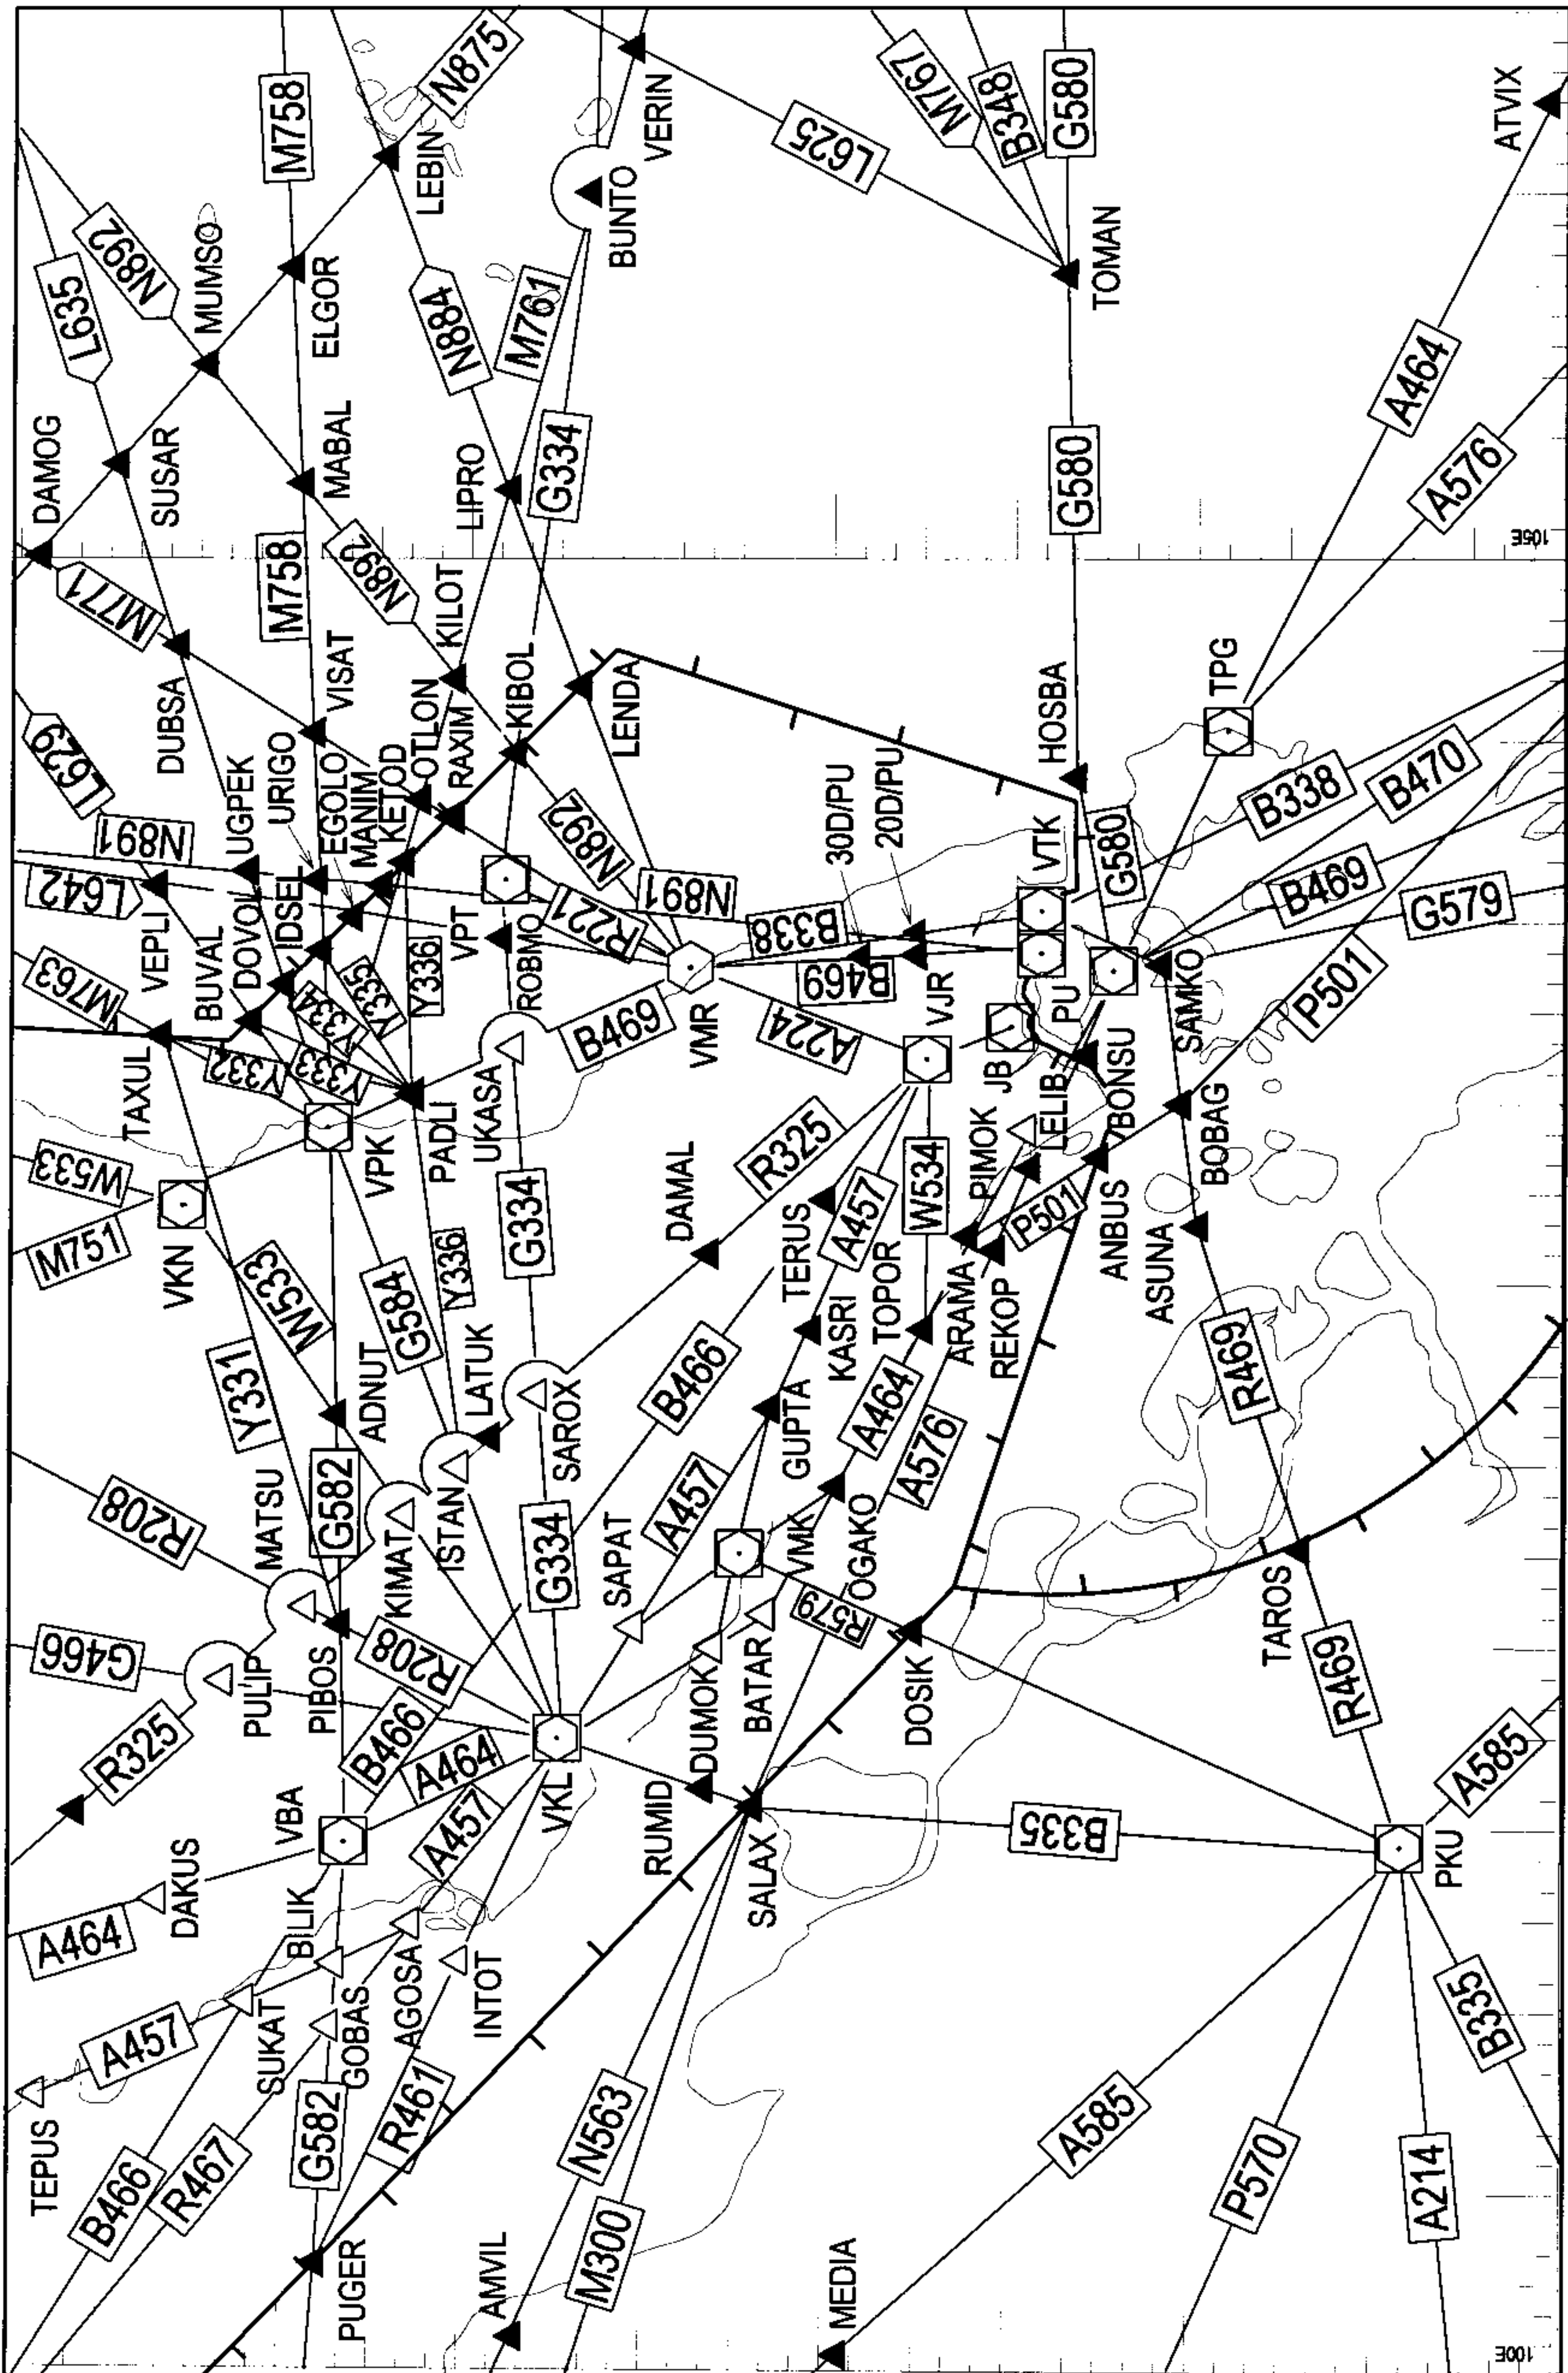 TEPUS
A464
R325
G466
R208
M751
W533
M763
L642
N891
L629
M771
DAMOG
L635
N892
B466
A457
DAKUS
PULIP
MATSU
Y331
VKN
TAXUL
VEPLI
UGPEK
DUBSA
SUSAR
MUMSO
R467
SUKAT
BILIK
VBA
PIBOS
G582
W533
Y332
BUVAL
DOVOL
URIGO
M758
M758
G582
GOBAS
B466
R208
KIMAT
ADNUT
VPK
Y333
Y334
IDSEL
EGOLO
MANIM
VISAT
MABAL
ELGOR
PUGER
R461
AGOSA
A457
A464
ISTAN
G584
Y336
PADLI
Y335
Y336
KETOD
OTLON
N892
LEBIN
N875
AMVIL
INTOT
VKL
G334
LATUK
SAROX
G334
UKASA
ROBMO
VPT
RAXIM
KILOT
LIPRO
N884
M761
N563
M300
RUMID
SAPAT
B466
DAMAL
B469
R221
N892
KIBOL
G334
BUNTO
VERIN
SALAX
DUMOK
A457
VMR
N891
LENDA
MEDIA
BATAR
VMK
GUPTA
TERUS
R325
A224
B469
B338
30D/PU
20D/PU
L625
R579
OGAKO
A464
KASRI
A457
TOPOR
W534
VJR
M767
B348
G580
DOSIK
A576
ARAMA
REKOP
PIMOK
JB
PU
VTK
HOSBA
G580
TOMAN
A585
B335
P501
ELIB
BONSU
G580
ANBUS
ASUNA
BOBAG
SAMKO
TPG
P570
TAROS
R469
R469
P501
B469
G579
B338
B470
A576
A464
ATVIX
A214
B335
PKU
A585
100E
105E